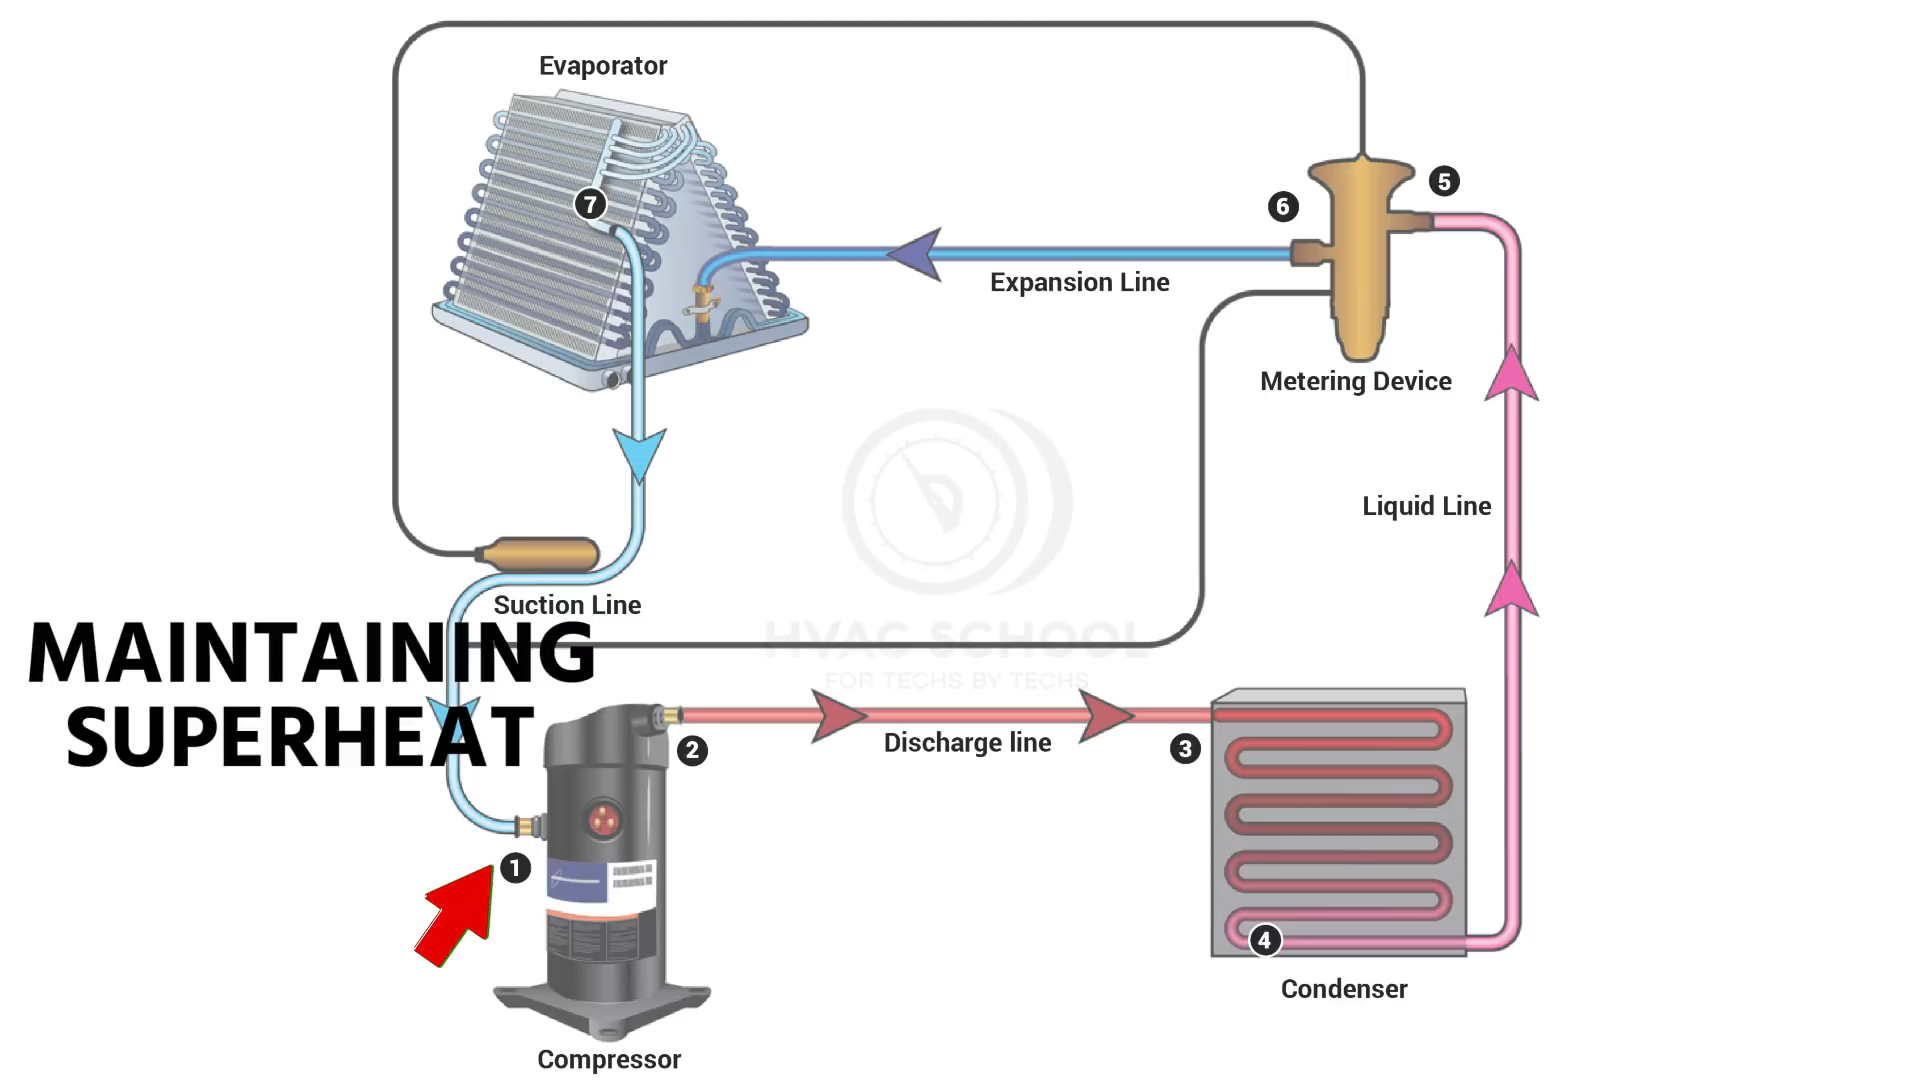 Evaporator
5
7
6
Expansion Line
Metering Device
Liquid Line
Suction Line
MAINTAINING
SUPERHEAT
HVAC SCHOOL
FOR TECHS BY TECHS
2
Discharge line
3
1
4
Condenser
Compressor